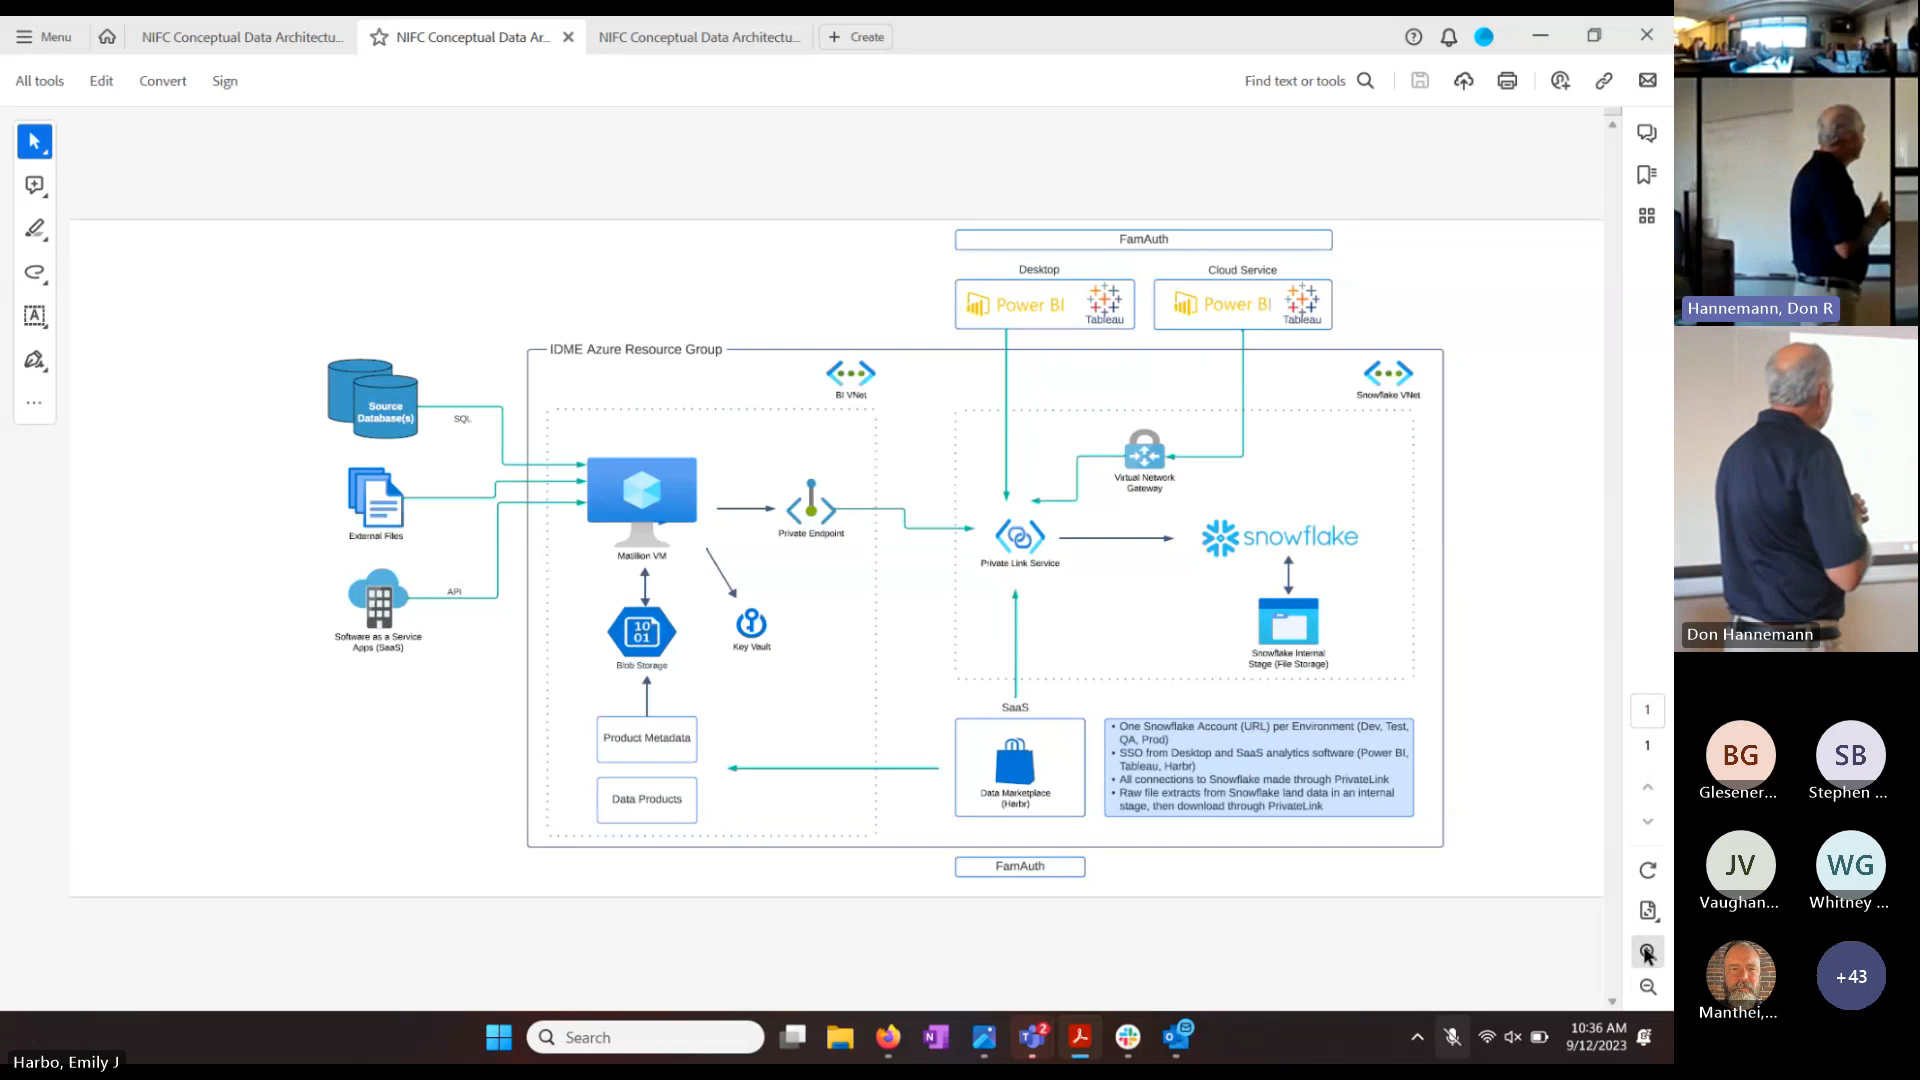 Menu
NIFC Conceptual Data Architectu...
NIFC Conceptual Data Ar...
NIFC Conceptual Data Architectu...
Create
All tools
Edit
Convert
Sign
Find text or tools
FamAuth
Desktop
Cloud Service
Power BI
Tableau
Power BI
Tableau
IDME Azure Resource Group
BI VNet
Snowflake VNet
Source
Database(s)
SQL
Virtual Network
Gateway
External Files
Private Endpoint
snowflake
Matillion VM
Private Link Service
API
Software as a Service
Apps (SaaS)
10
01
Blob Storage
Key Vault
Snowflake Internal
Stage (File Storage)
SaaS
Product Metadata
Data Products
Data Marketplace
(Harbr)
• One Snowflake Account (URL) per Environment (Dev, Test,
QA, Prod)
• SSO from Desktop and SaaS analytics software (Power BI,
Tableau, Harbr)
• All connections to Snowflake made through PrivateLink
• Raw file extracts from Snowflake land data in an internal
stage, then download through PrivateLink
FamAuth
1
1
Hannemann, Don R
Don Hannemann
BG
Glesener...
SB
Stephen ...
JV
Vaughan...
WG
Whitney ...
Manthei,...
+43
Search
2
10:36 AM
9/12/2023
Harbo, Emily J